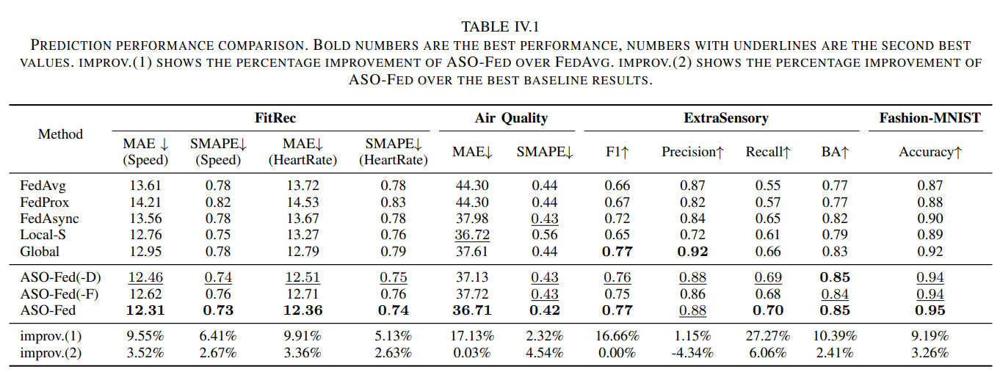 TABLE IV.1
PREDICTION PERFORMANCE COMPARISON. BOLD NUMBERS ARE THE BEST PERFORMANCE, NUMBERS WITH UNDERLINES ARE THE SECOND BEST
VALUES. IMPROV.(1) SHOWS THE PERCENTAGE IMPROVEMENT OF ASO-FED OVER FEDAVG. IMPROV.(2) SHOWS THE PERCENTAGE IMPROVEMENT OF
ASO-FED OVER THE BEST BASELINE RESULTS.
Method FitRec Air Quality ExtraSensory Fashion-MNIST
MAE ↓ SMAPE↓ MAE↓ SMAPE↓ MAE↓ SMAPE↓ F1↑ Precision↑ Recall↑ BA↑ Accuracy↑
(Speed) (Speed) (HeartRate) (HeartRate)
FedAvg 13.61 0.78 13.72 0.78 44.30 0.44 0.66 0.87 0.55 0.77 0.87
FedProx 14.21 0.82 14.53 0.83 44.30 0.44 0.67 0.82 0.57 0.77 0.88
FedAsync 13.56 0.78 13.67 0.78 37.98 0.43 0.72 0.84 0.65 0.82 0.90
Local-S 12.76 0.75 13.27 0.76 36.72 0.56 0.65 0.72 0.61 0.79 0.89
Global 12.95 0.78 12.79 0.79 37.61 0.44 0.77 0.92 0.66 0.83 0.92
ASO-Fed(-D) 12.46 0.74 12.51 0.75 37.13 0.43 0.76 0.88 0.69 0.85 0.94
ASO-Fed(-F) 12.62 0.76 12.71 0.76 37.72 0.43 0.75 0.86 0.68 0.84 0.94
ASO-Fed 12.31 0.73 12.36 0.74 36.71 0.42 0.77 0.88 0.70 0.85 0.95
improv.(1) 9.55% 6.41% 9.91% 5.13% 17.13% 2.32% 16.66% 1.15% 27.27% 10.39% 9.19%
improv.(2) 3.52% 2.67% 3.36% 2.63% 0.03% 4.54% 0.00% -4.34% 6.06% 2.41% 3.26%